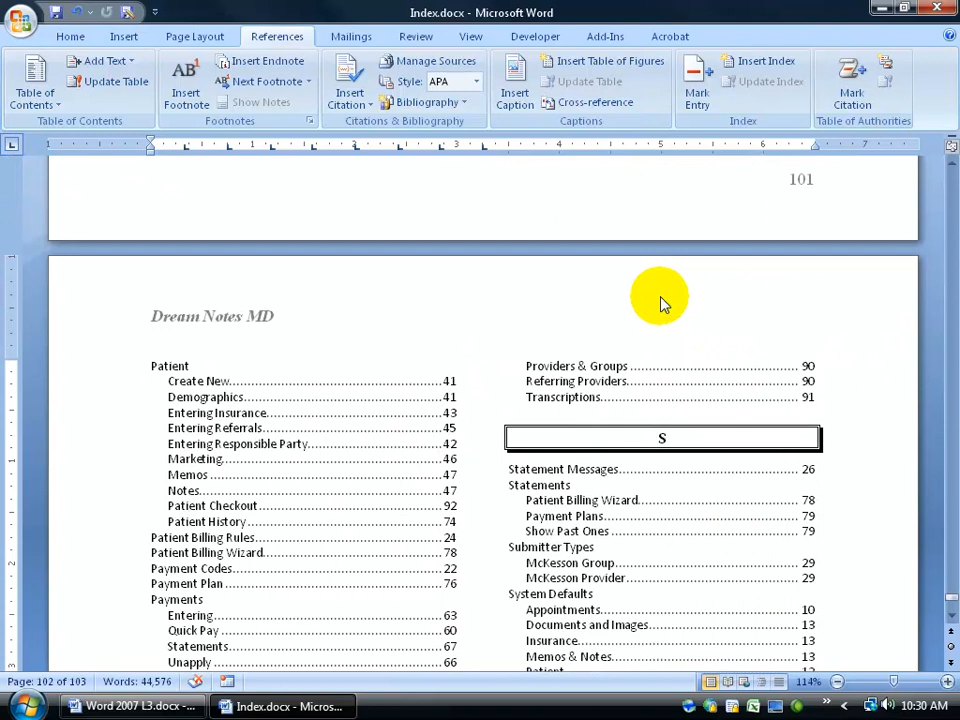 Index.docx - Microsoft Word
Home Insert Page Layout References Mailings Review View Developer Add-Ins Acrobat
Table of Contents
Add Text
Update Table
Table of Contents
AB1
Insert Footnote
Insert Endnote
Next Footnote
Show Notes
Footnotes
Insert Citation
Manage Sources
Style: APA
Bibliography
Citations & Bibliography
Insert Caption
Insert Table of Figures
Update Table
Cross-reference
Captions
Mark Entry
Insert Index
Update Index
Index
Mark Citation
Table of Authorities
1 1 2 3 4 5 6 7
101
Dream Notes MD
Patient
Create New 41
Demographics 41
Entering Insurance 43
Entering Referrals 45
Entering Responsible Party 42
Marketing 46
Memos 47
Notes 47
Patient Checkout 92
Patient History 74
Patient Billing Rules 24
Patient Billing Wizard 78
Payment Codes 22
Payment Plan 76
Payments
Entering 63
Quick Pay 60
Statements 67
Unapply 66
Providers & Groups 90
Referring Providers 90
Transcriptions 91
S
Statement Messages 26
Statements
Patient Billing Wizard 78
Payment Plans 79
Show Past Ones 79
Submitter Types
McKesson Group 29
McKesson Provider 29
System Defaults
Appointments 10
Documents and Images 13
Insurance 13
Memos & Notes 13
Page: 102 of 103 Words: 44,576 114%
Word 2007 L3.docx -... Index.docx - Micros... 10:30 AM